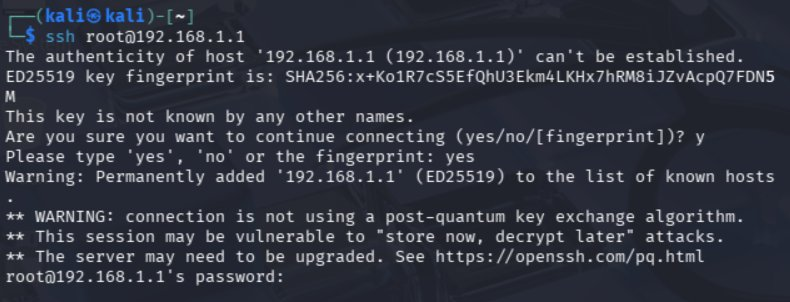 ┌──(kali㉿kali)-[~]
└─$ ssh root@192.168.1.1
The authenticity of host '192.168.1.1 (192.168.1.1)' can't be established.
ED25519 key fingerprint is: SHA256:x+Ko1R7cS5EfQhU3Ekm4LKHx7hRM8iJZvAcpQ7FDN5
M
This key is not known by any other names.
Are you sure you want to continue connecting (yes/no/[fingerprint])? y
Please type 'yes', 'no' or the fingerprint: yes
Warning: Permanently added '192.168.1.1' (ED25519) to the list of known hosts
.
** WARNING: connection is not using a post-quantum key exchange algorithm.
** This session may be vulnerable to "store now, decrypt later" attacks.
** The server may need to be upgraded. See https://openssh.com/pq.html
root@192.168.1.1's password: